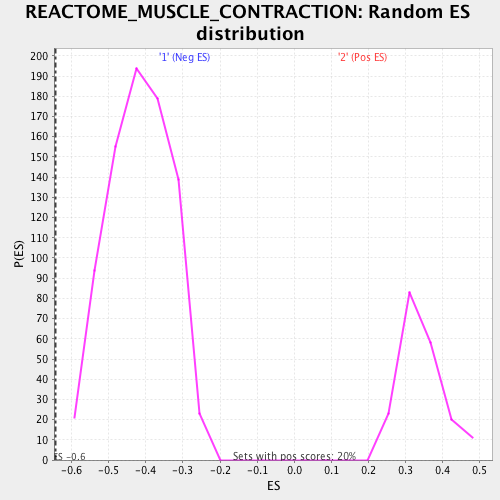 REACTOME_MUSCLE_CONTRACTION: Random ES
distribution
'1' (Neg ES)
'2' (Pos ES)
200
190
180
170
160
150
140
130
120
110
100
90
80
70
60
50
40
30
20
10
0
P(ES)
ES -0.6
Sets with pos scores: 20%
-0.6 -0.5 -0.4 -0.3 -0.2 -0.1 0.0 0.1 0.2 0.3 0.4 0.5
ES